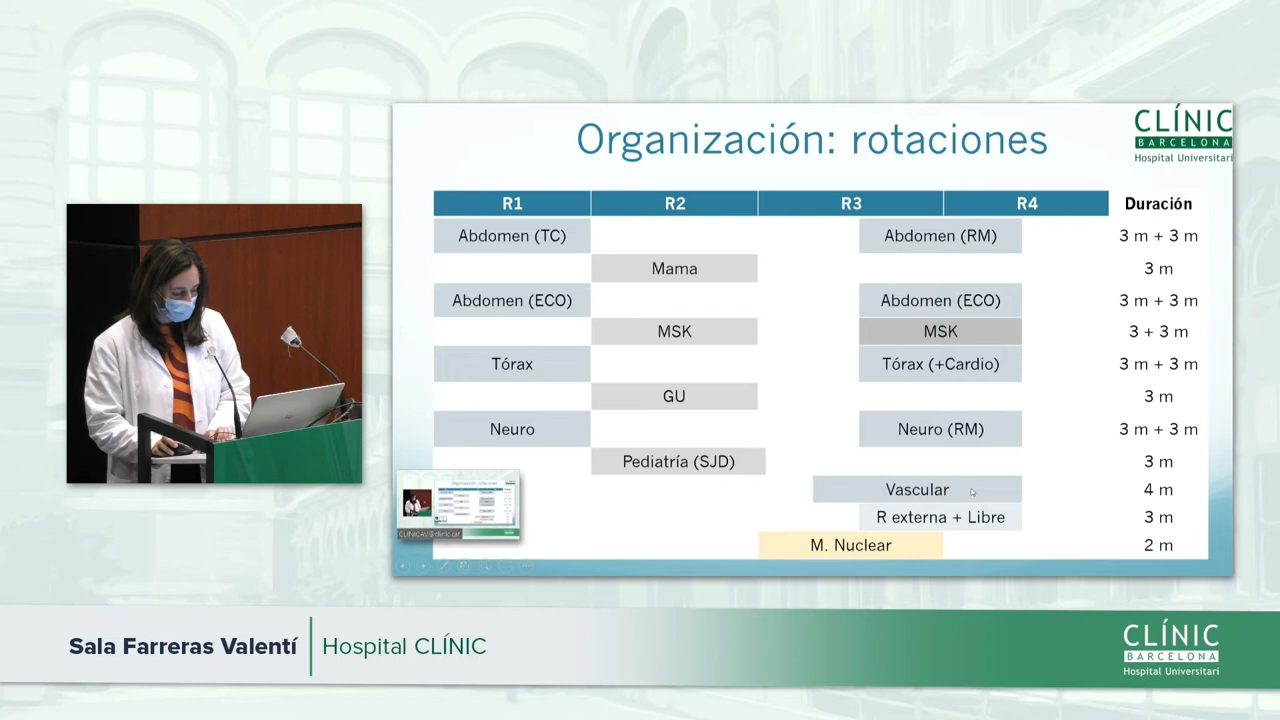 Organización: rotaciones
CLÍNIC
BARCELONA
Hospital Universitari
R1 R2 R3 R4 Duración
Abdomen (TC) Abdomen (RM) 3 m + 3 m
Mama 3 m
Abdomen (ECO) Abdomen (ECO) 3 m + 3 m
MSK MSK 3 + 3 m
Tórax Tórax (+Cardio) 3 m + 3 m
GU 3 m
Neuro Neuro (RM) 3 m + 3 m
Pediatría (SJD) 3 m
Vascular 4 m
R externa + Libre 3 m
M. Nuclear 2 m
Sala Farreras Valentí Hospital CLÍNIC
CLÍNIC
BARCELONA
Hospital Universitari